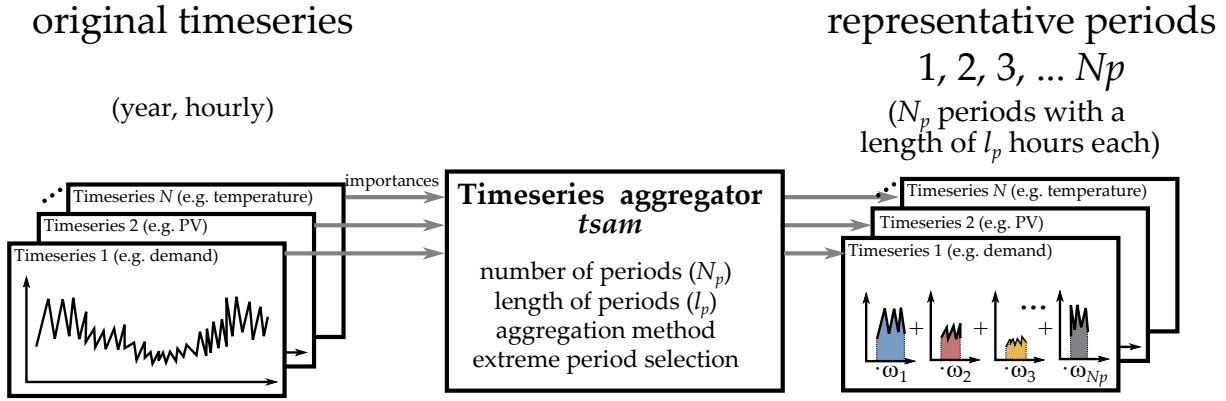 original timeseries
(year, hourly)
Timeseries N (e.g. temperature)
Timeseries 2 (e.g. PV)
Timeseries 1 (e.g. demand)
importances
Timeseries aggregator
tsam
number of periods (Nₚ)
length of periods (lₚ)
aggregation method
extreme period selection
representative periods
1, 2, 3, ... Np
(Nₚ periods with a
length of lₚ hours each)
Timeseries N (e.g. temperature)
Timeseries 2 (e.g. PV)
Timeseries 1 (e.g. demand)
+ + ... +
·ω₁ ·ω₂ ·ω₃ ·ω_Np